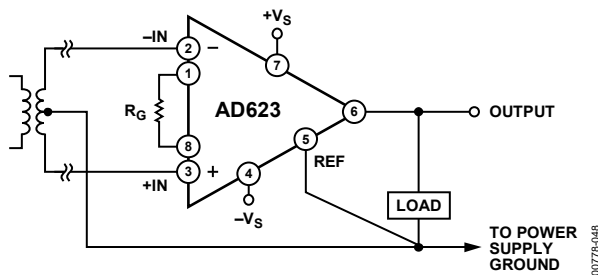 +VS
–IN
2
–
7
1
RG
AD623
6
OUTPUT
5
8
REF
3
+
4
+IN
LOAD
–VS
TO POWER
SUPPLY
GROUND
00778-048